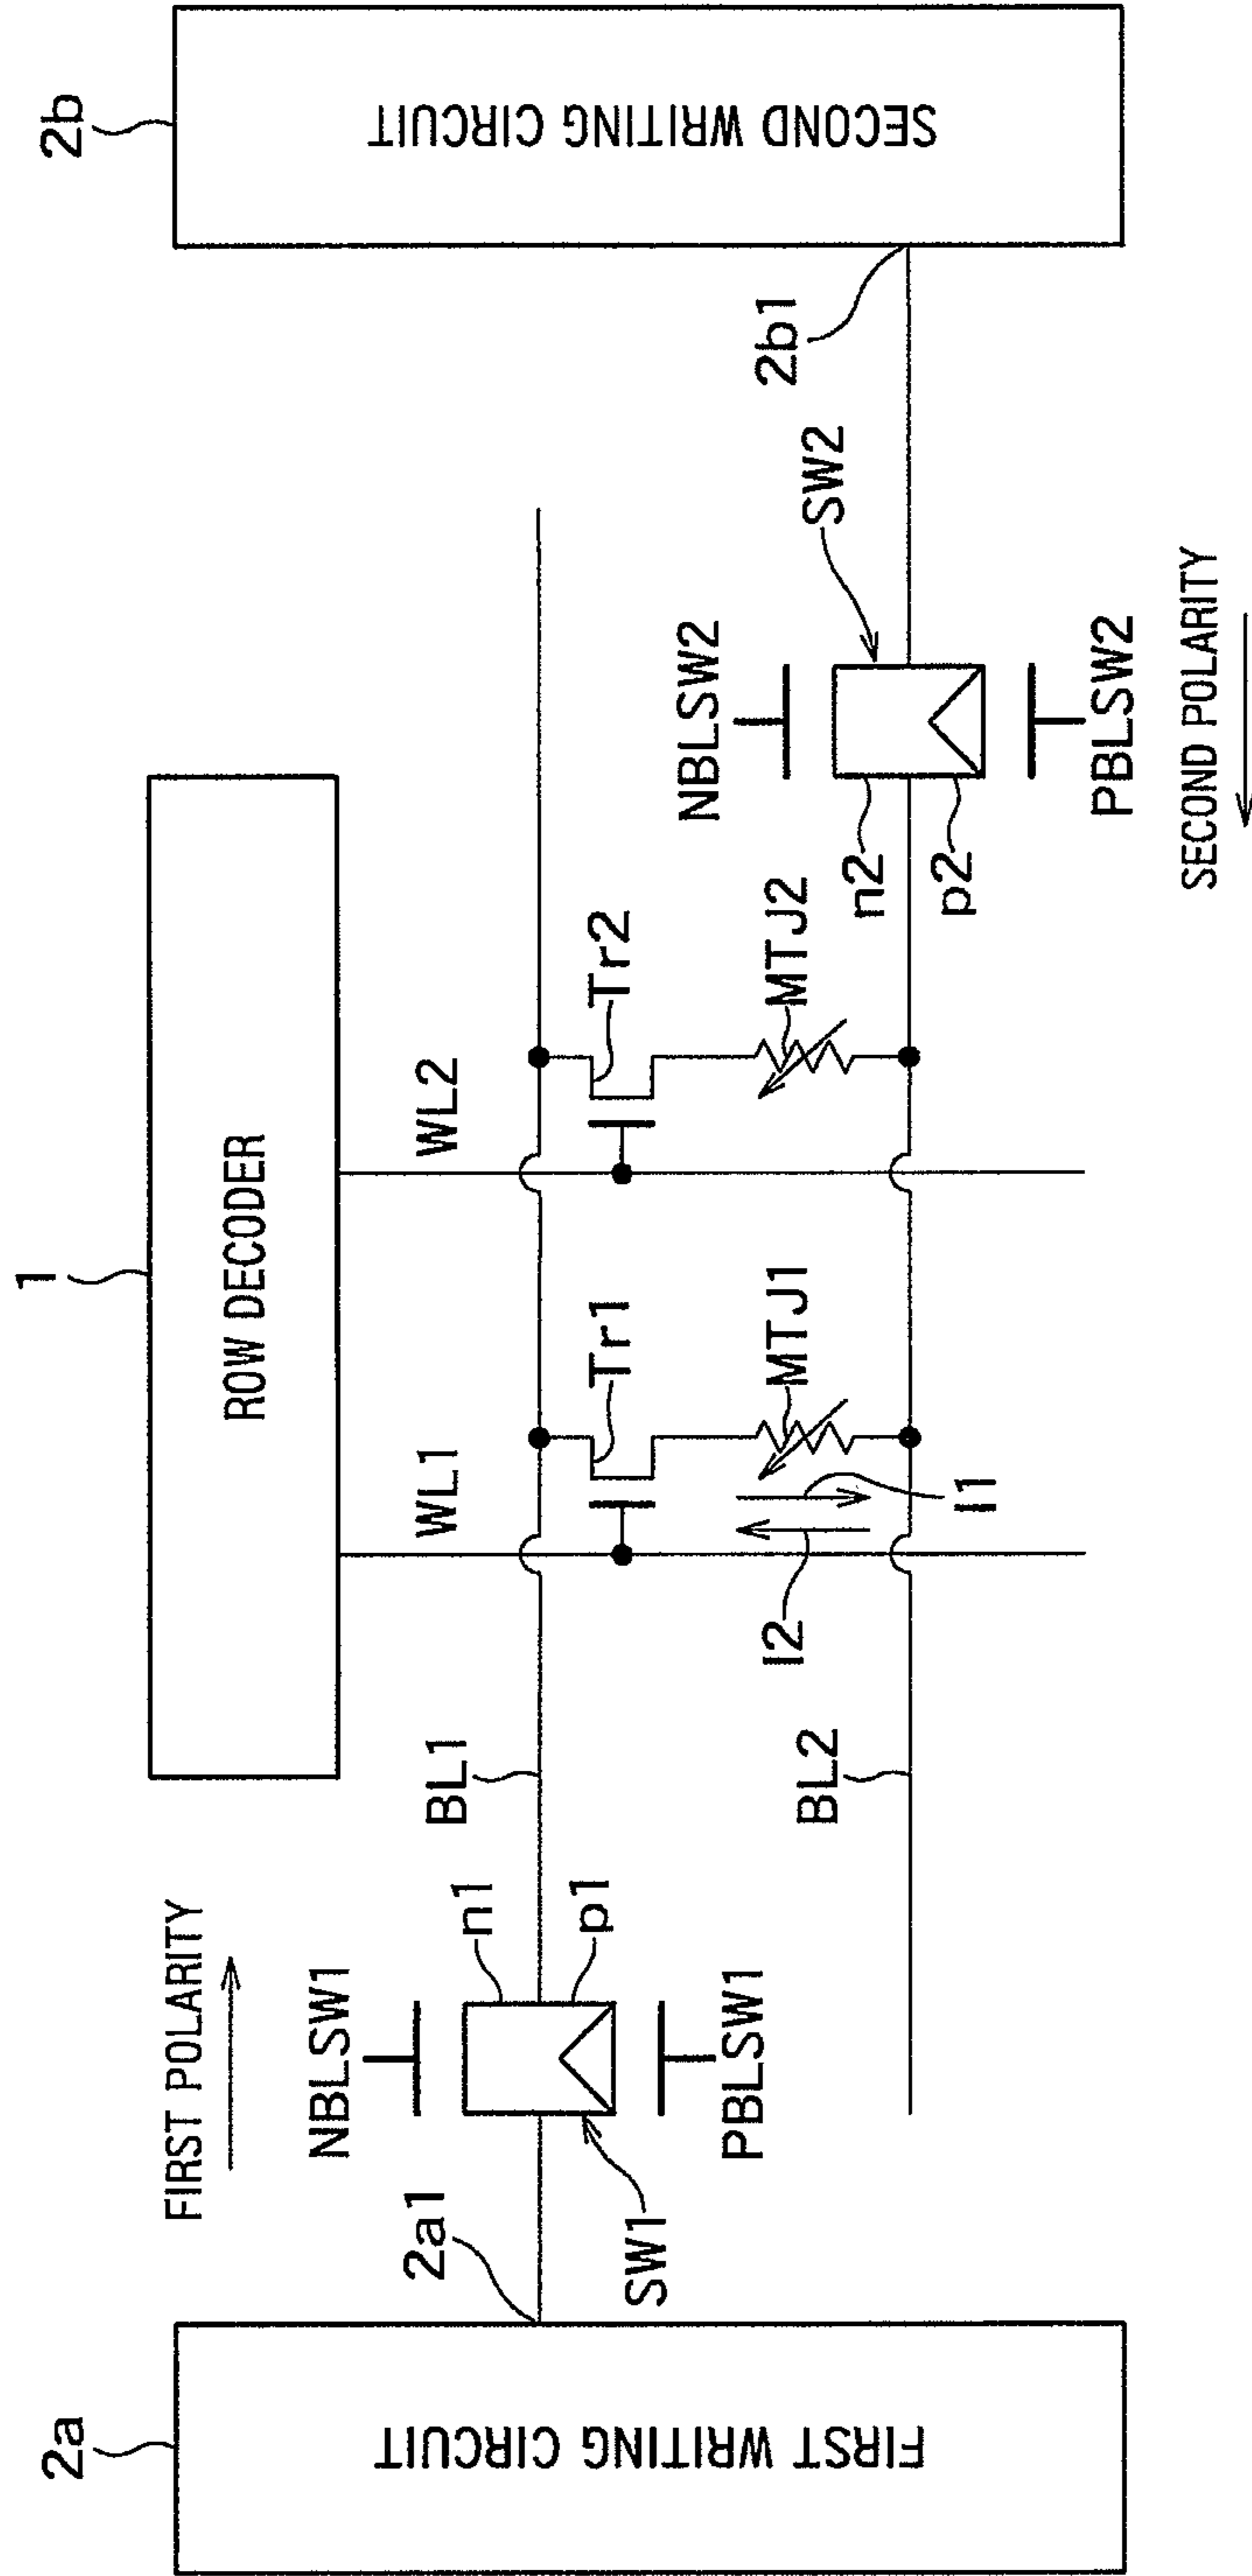 1
ROW DECODER
2a
FIRST WRITING CIRCUIT
2a1
FIRST POLARITY
NBLSW1
n1
p1
SW1
PBLSW1
BL1
BL2
WL1
Tr1
MTJ1
I2
I1
WL2
Tr2
MTJ2
NBLSW2
SW2
n2
p2
PBLSW2
SECOND POLARITY
2b1
2b
SECOND WRITING CIRCUIT